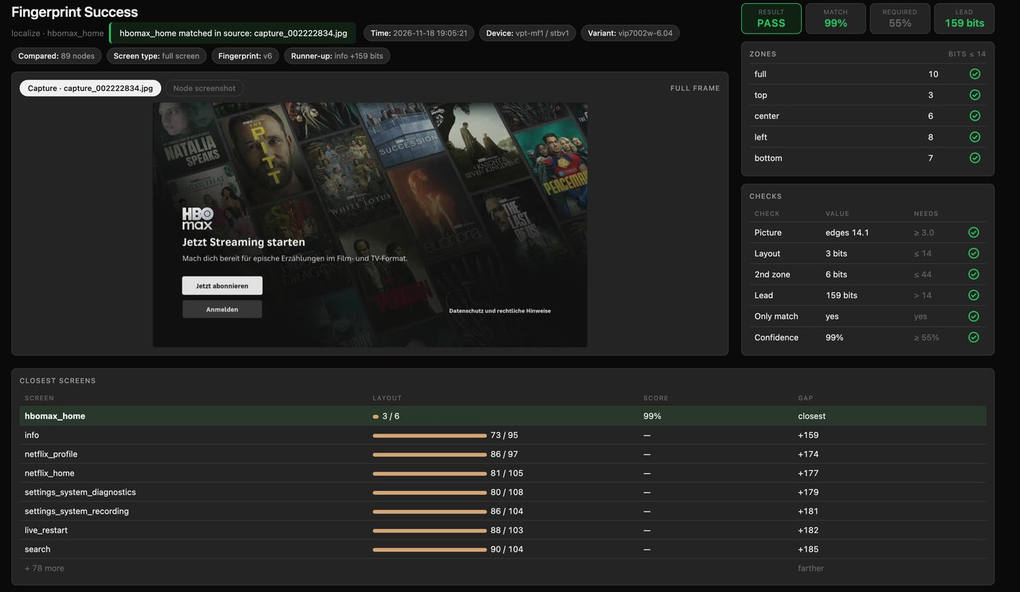 Fingerprint Success
localize · hbomax_home
hbomax_home matched in source: capture_002222834.jpg
Time: 2026-11-18 19:05:21
Device: vpt-mf1 / stbv1
Variant: vip7002w-6.04
Compared: 89 nodes
Screen type: full screen
Fingerprint: v6
Runner-up: info +159 bits
RESULT
PASS
MATCH
99%
REQUIRED
55%
LEAD
159 bits
Capture · capture_002222834.jpg
Node screenshot
FULL FRAME
NATALIA
SPEAKS
THE
PITT
SUCCESSION
THE
WHITE LOTUS
PEACEMAKER
THE
LAST
OF US
HBO
max
Jetzt Streaming starten
Mach dich bereit für epische Erzählungen im Film- und TV-Format.
Jetzt abonnieren
Anmelden
Datenschutz und rechtliche Hinweise
ZONES BITS ≤ 14
full 10
top 3
center 6
left 8
bottom 7
CHECKS
CHECK VALUE NEEDS
Picture edges 14.1 ≥ 3.0
Layout 3 bits ≤ 14
2nd zone 6 bits ≤ 44
Lead 159 bits > 14
Only match yes yes
Confidence 99% ≥ 55%
CLOSEST SCREENS
SCREEN LAYOUT SCORE GAP
hbomax_home 3 / 6 99% closest
info 73 / 95 — +159
netflix_profile 86 / 97 — +174
netflix_home 81 / 105 — +177
settings_system_diagnostics 80 / 108 — +179
settings_system_recording 86 / 104 — +181
live_restart 88 / 103 — +182
search 90 / 104 — +185
+ 78 more farther